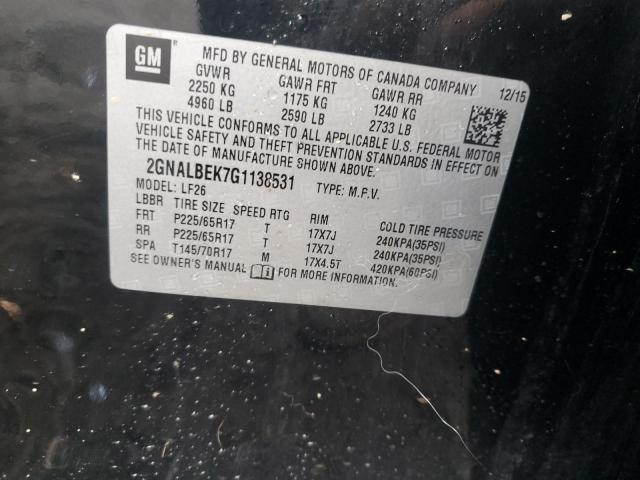 GM
MFD BY GENERAL MOTORS OF CANADA COMPANY
GVWR GAWR FRT GAWR RR 12/15
2250 KG 1175 KG 1240 KG
4960 LB 2590 LB 2733 LB
THIS VEHICLE CONFORMS TO ALL APPLICABLE U.S. FEDERAL MOTOR
VEHICLE SAFETY AND THEFT PREVENTION STANDARDS IN EFFECT ON
THE DATE OF MANUFACTURE SHOWN ABOVE.
2GNALBEK7G1138531 TYPE: M.P.V.
MODEL: LF26
LBBR TIRE SIZE SPEED RTG RIM COLD TIRE PRESSURE
FRT P225/65R17 T 17X7J 240KPA(35PSI)
RR P225/65R17 T 17X7J 240KPA(35PSI)
SPA T145/70R17 M 17X4.5T 420KPA(60PSI)
SEE OWNER'S MANUAL FOR MORE INFORMATION.